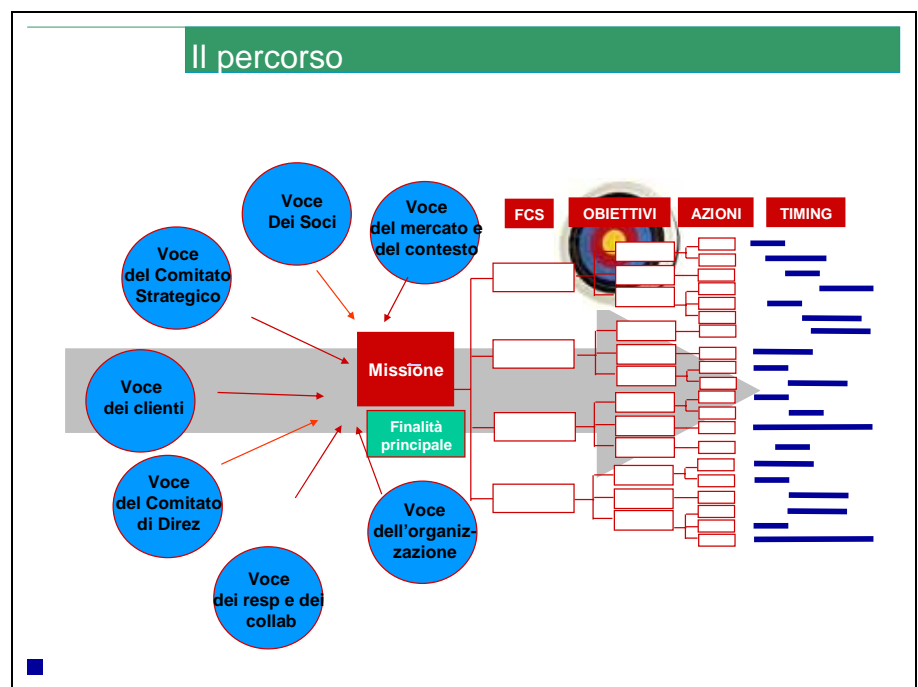 Il percorso
Voce
Dei Soci
Voce
del mercato e
del contesto
Voce
del Comitato
Strategico
Voce
dei clienti
Voce
del Comitato
di Direz
Voce
dei resp e dei
collab
Voce
dell'organiz-
zazione
Missione
Finalità
principale
FCS
OBIETTIVI
AZIONI
TIMING